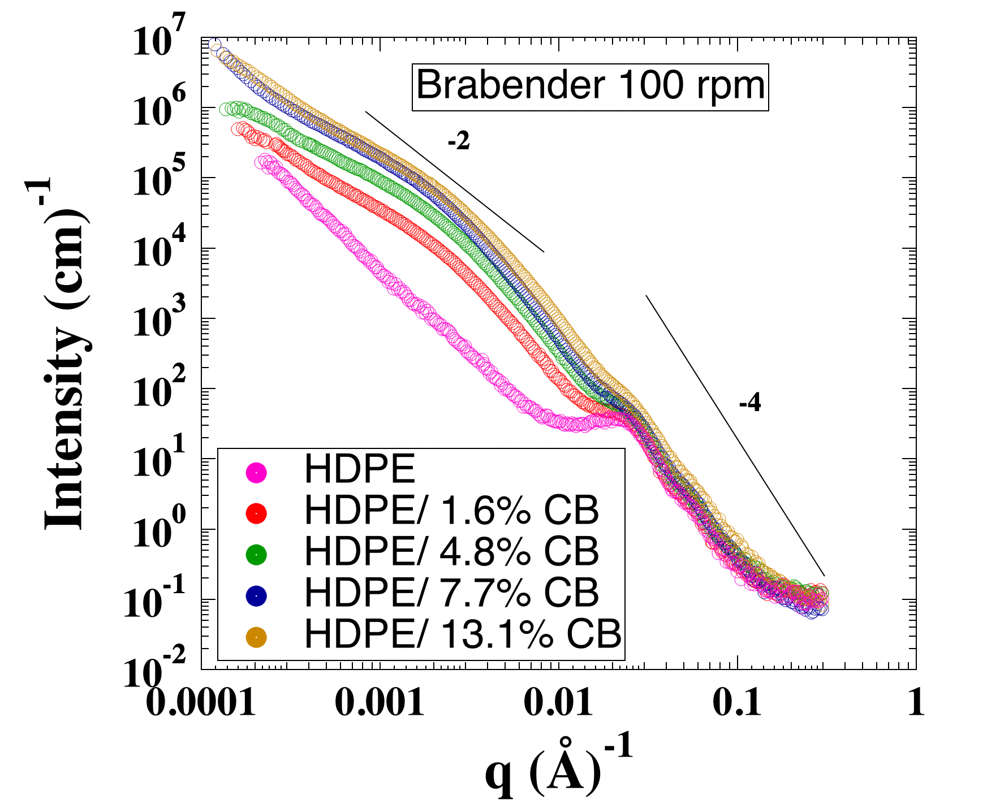 10^7
10^6
10^5
10^4
10^3
10^2
10^1
10^0
10^-1
10^-2
Intensity (cm)^-1
Brabender 100 rpm
-2
-4
HDPE
HDPE/ 1.6% CB
HDPE/ 4.8% CB
HDPE/ 7.7% CB
HDPE/ 13.1% CB
0.0001 0.001 0.01 0.1 1
q (Å)^-1